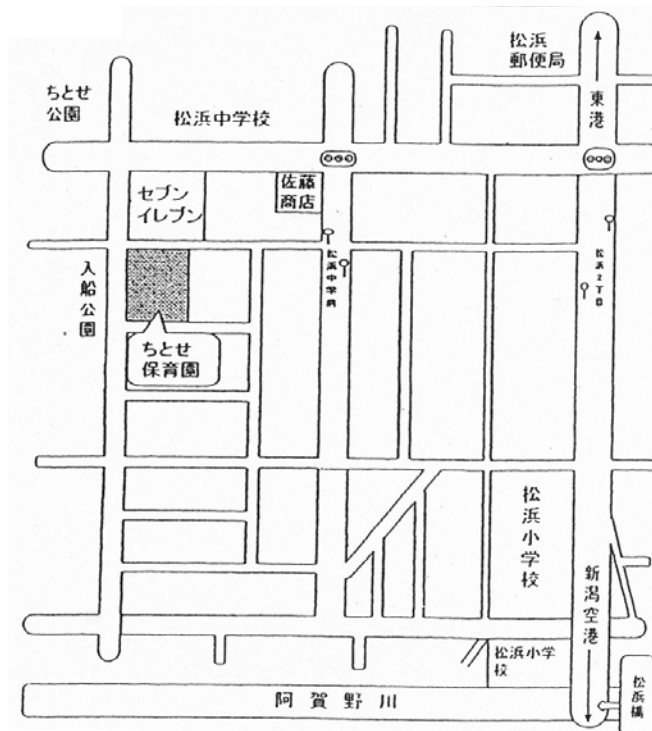 松浜
郵便局
東港
ちとせ
公園
松浜中学校
セブン
イレブン
佐藤
商店
入船公園
松浜中学前
松浜2丁目
ちとせ
保育園
松浜小学校
新潟空港
松浜小学
校
阿賀野川
松浜橋